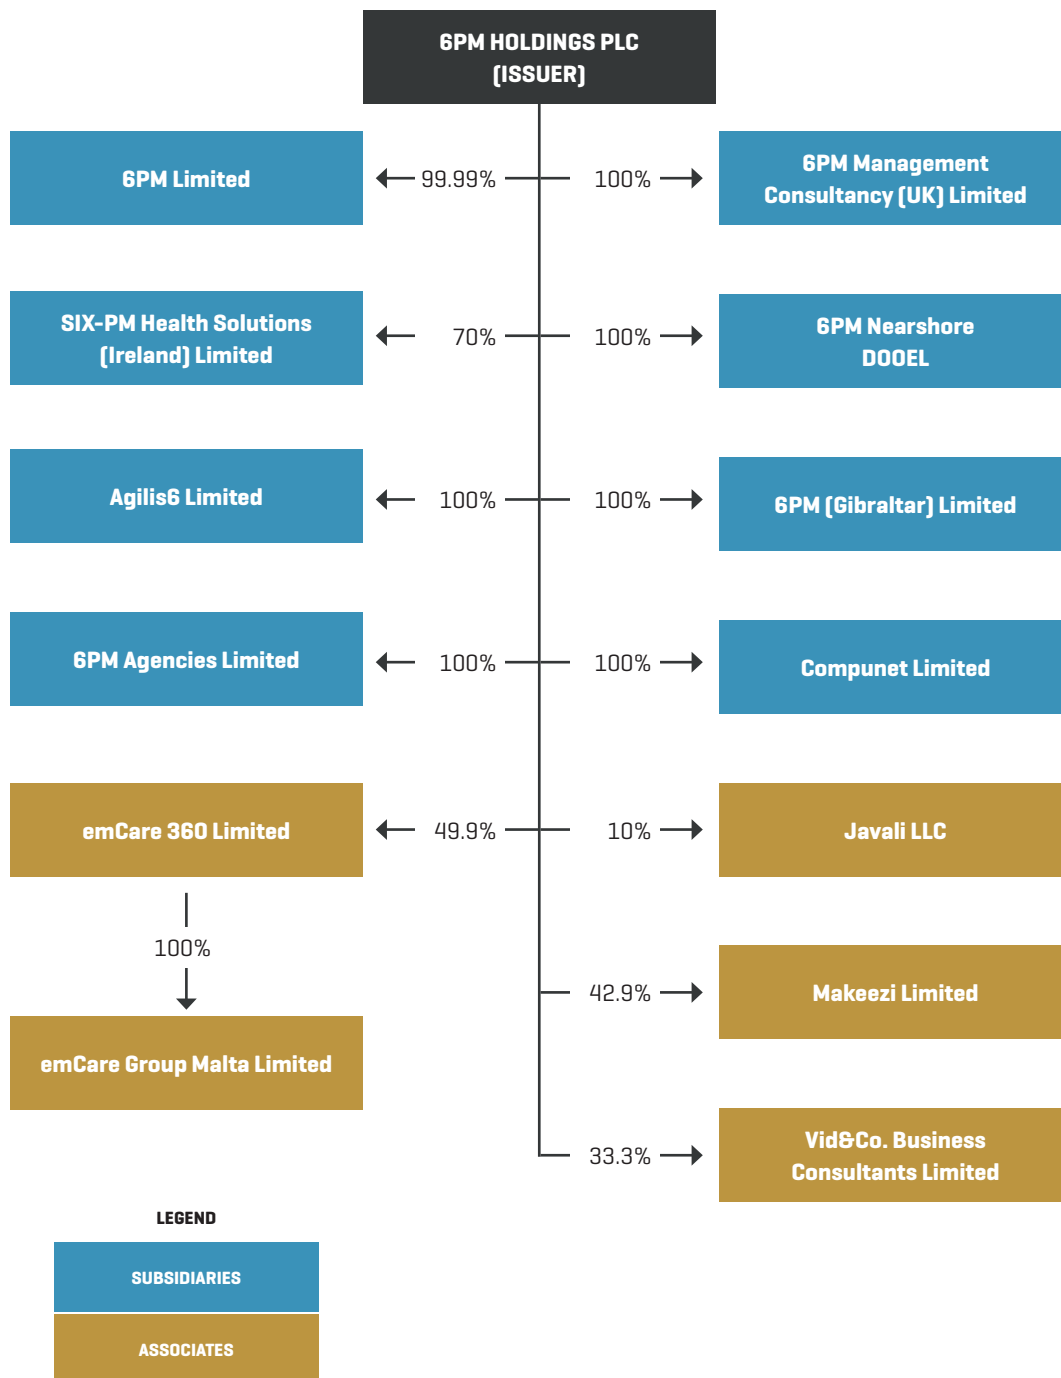 6PM HOLDINGS PLC
(ISSUER)
6PM Limited
99.99%
100%
6PM Management
Consultancy (UK) Limited
SIX-PM Health Solutions
(Ireland) Limited
70%
100%
6PM Nearshore
DOOEL
Agilis6 Limited
100%
100%
6PM (Gibraltar) Limited
6PM Agencies Limited
100%
100%
Compunet Limited
emCare 360 Limited
49.9%
10%
Javali LLC
100%
42.9%
Makeezi Limited
emCare Group Malta Limited
33.3%
Vid&Co. Business
Consultants Limited
LEGEND
SUBSIDIARIES
ASSOCIATES